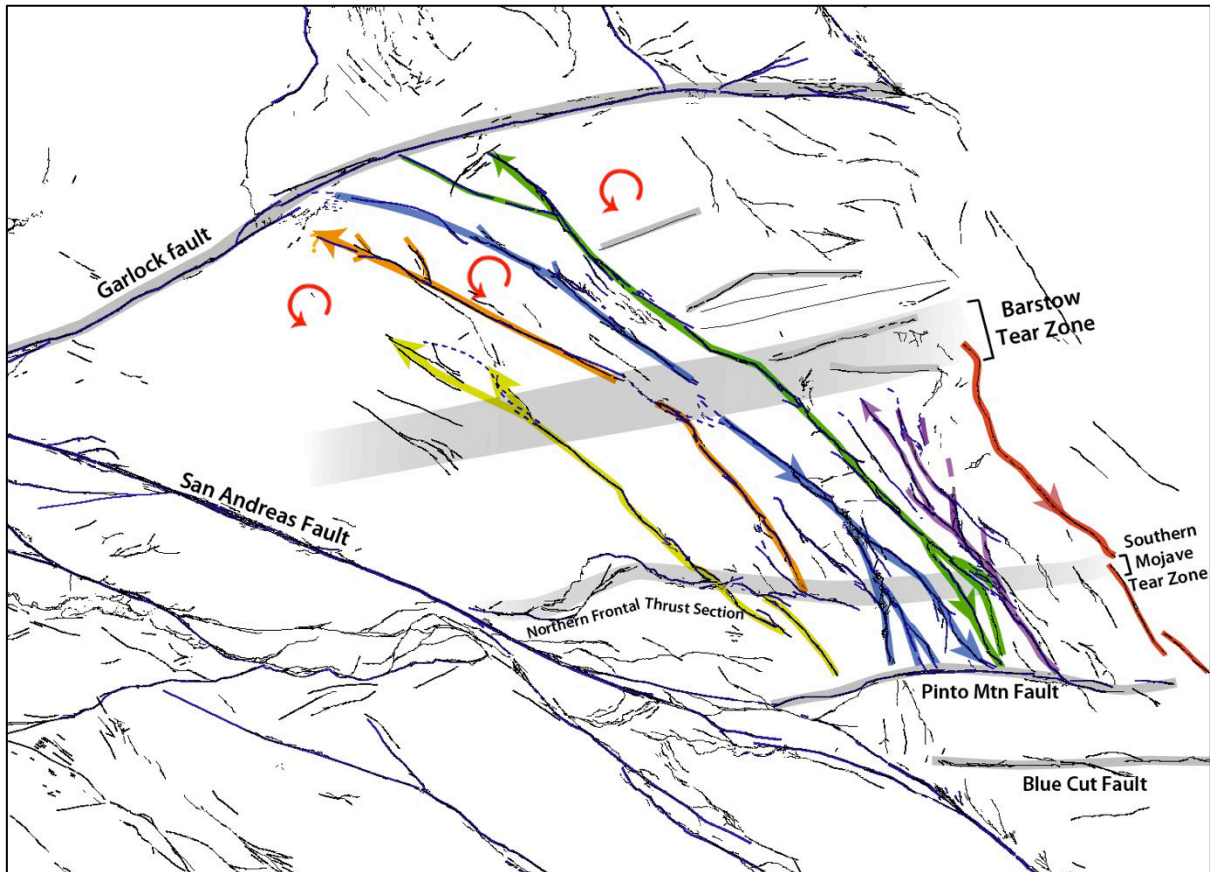 Garlock fault
Barstow
Tear Zone
San Andreas Fault
Southern
Mojave
Tear Zone
Northern Frontal Thrust Section
Pinto Mtn Fault
Blue Cut Fault